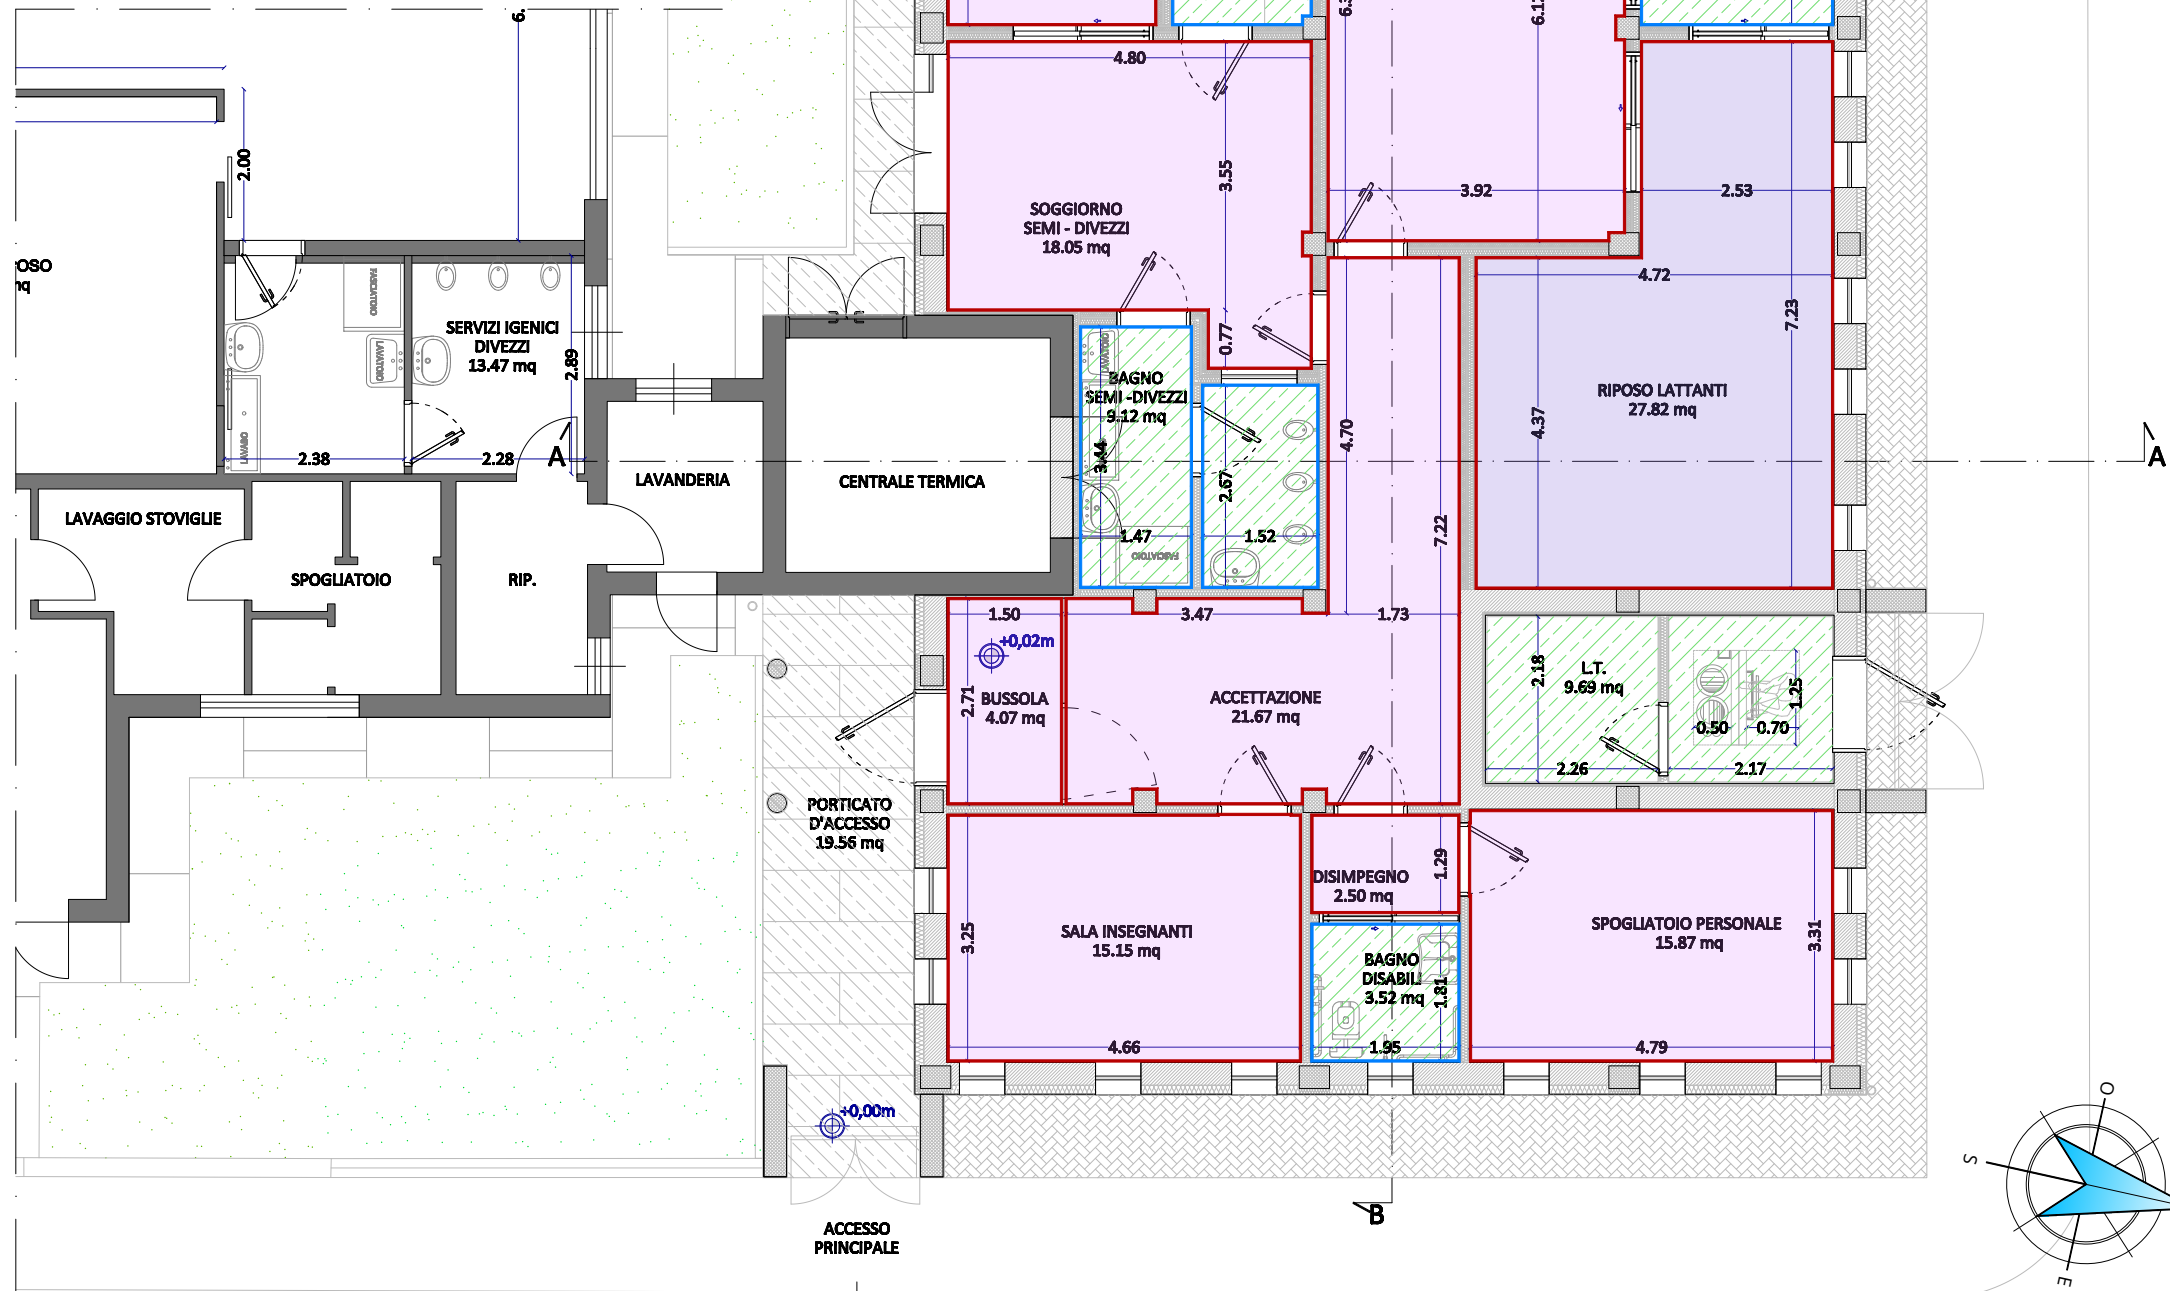 6.
6.12
4.80
2.00
3.55
3.92
2.53
SOGGIORNO
SEMI - DIVEZZI
18.05 mq
4.72
7.23
SERVIZI IGENICI
DIVEZZI
13.47 mq
2.89
0.77
FASCIATOIO
LAVATOIO
LAVABO
LAVATOIO
BAGNO
SEMI -DIVEZZI
9.12 mq
RIPOSO LATTANTI
27.82 mq
4.70
4.37
2.38
2.28
A
A
3.44
2.67
LAVANDERIA
CENTRALE TERMICA
LAVAGGIO STOVIGLIE
7.22
1.47
1.52
FASCIATOIO
SPOGLIATOIO
RIP.
1.50
3.47
1.73
+0,02m
2.18
L.T.
9.69 mq
BUSSOLA
4.07 mq
2.71
ACCETTAZIONE
21.67 mq
1.25
0.50
0.70
2.26
2.17
PORTICATO
D'ACCESSO
19.56 mq
1.29
DISIMPEGNO
2.50 mq
3.25
SALA INSEGNANTI
15.15 mq
SPOGLIATOIO PERSONALE
15.87 mq
3.31
BAGNO
DISABILI
3.52 mq
1.81
4.66
1.95
4.79
+0,00m
O
S
E
B
ACCESSO
PRINCIPALE